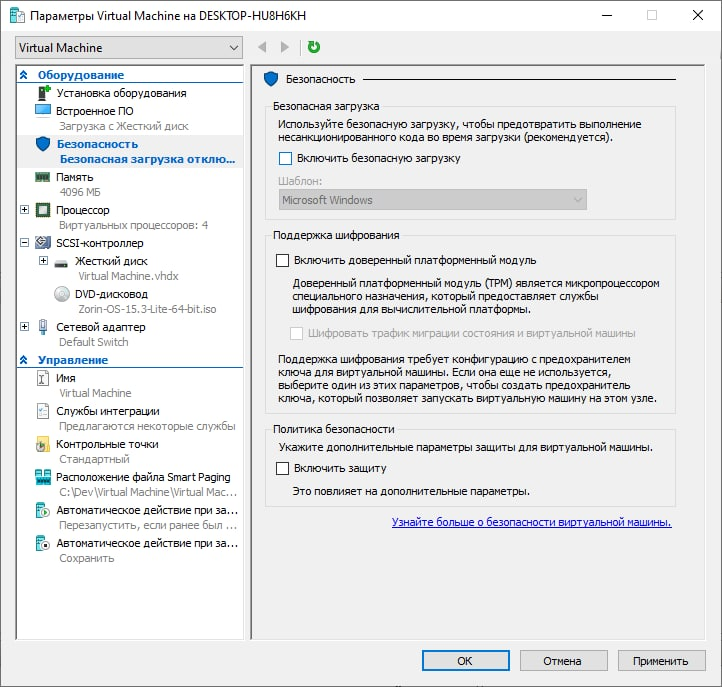 Параметры Virtual Machine на DESKTOP-HU8H6KH
Virtual Machine
Оборудование
Установка оборудования
Встроенное ПО
Загрузка с Жесткий диск
Безопасность
Безопасная загрузка отклю...
Память
4096 МБ
Процессор
Виртуальных процессоров: 4
SCSI-контроллер
Жесткий диск
Virtual Machine.vhdx
DVD-дисковод
Zorin-OS-15.3-Lite-64-bit.iso
Сетевой адаптер
Default Switch
Управление
Имя
Virtual Machine
Службы интеграции
Предлагаются некоторые службы
Контрольные точки
Стандартный
Расположение файла Smart Paging
C:\Dev\Virtual Machine\Virtual Mac...
Автоматическое действие при за...
Перезапустить, если ранее был ...
Автоматическое действие при за...
Сохранить
Безопасность
Безопасная загрузка
Используйте безопасную загрузку, чтобы предотвратить выполнение
несанкционированного кода во время загрузки (рекомендуется).
Включить безопасную загрузку
Шаблон:
Microsoft Windows
Поддержка шифрования
Включить доверенный платформенный модуль
Доверенный платформенный модуль (TPM) является микропроцессором
специального назначения, который предоставляет службы
шифрования для вычислительной платформы.
Шифровать трафик миграции состояния и виртуальной машины
Поддержка шифрования требует конфигурацию с предохранителем
ключа для виртуальной машины. Если она еще не используется,
выберите один из этих параметров, чтобы создать предохранитель
ключа, который позволяет запускать виртуальную машину на этом узле.
Политика безопасности
Укажите дополнительные параметры защиты для виртуальной машины.
Включить защиту
Это повлияет на дополнительные параметры.
Узнайте больше о безопасности виртуальной машины.
ОК
Отмена
Применить